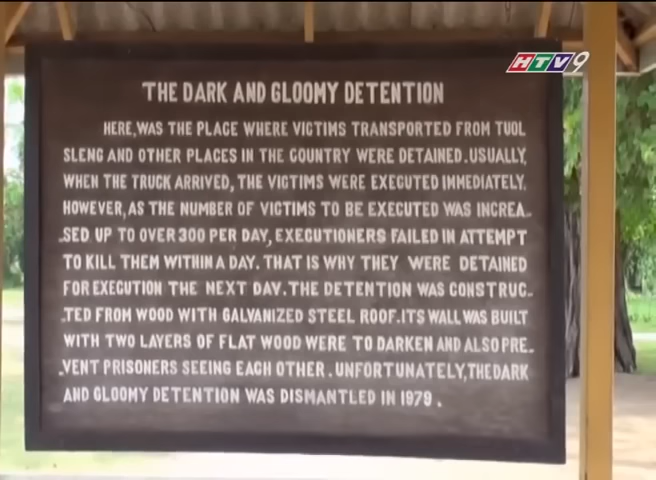 HTV9
THE DARK AND GLOOMY DETENTION
HERE, WAS THE PLACE WHERE VICTIMS TRANSPORTED FROM TUOL
SLENG AND OTHER PLACES IN THE COUNTRY WERE DETAINED. USUALLY,
WHEN THE TRUCK ARRIVED, THE VICTIMS WERE EXECUTED IMMEDIATELY.
HOWEVER, AS THE NUMBER OF VICTIMS TO BE EXECUTED WAS INCREA-
-SED UP TO OVER 300 PER DAY, EXECUTIONERS FAILED IN ATTEMPT
TO KILL THEM WITHIN A DAY. THAT IS WHY THEY WERE DETAINED
FOR EXECUTION THE NEXT DAY. THE DETENTION WAS CONSTRUC-
-TED FROM WOOD WITH GALVANIZED STEEL ROOF. ITS WALL WAS BUILT
WITH TWO LAYERS OF FLAT WOOD WERE TO DARKEN AND ALSO PRE-
-VENT PRISONERS SEEING EACH OTHER. UNFORTUNATELY, THE DARK
AND GLOOMY DETENTION WAS DISMANTLED IN 1979.